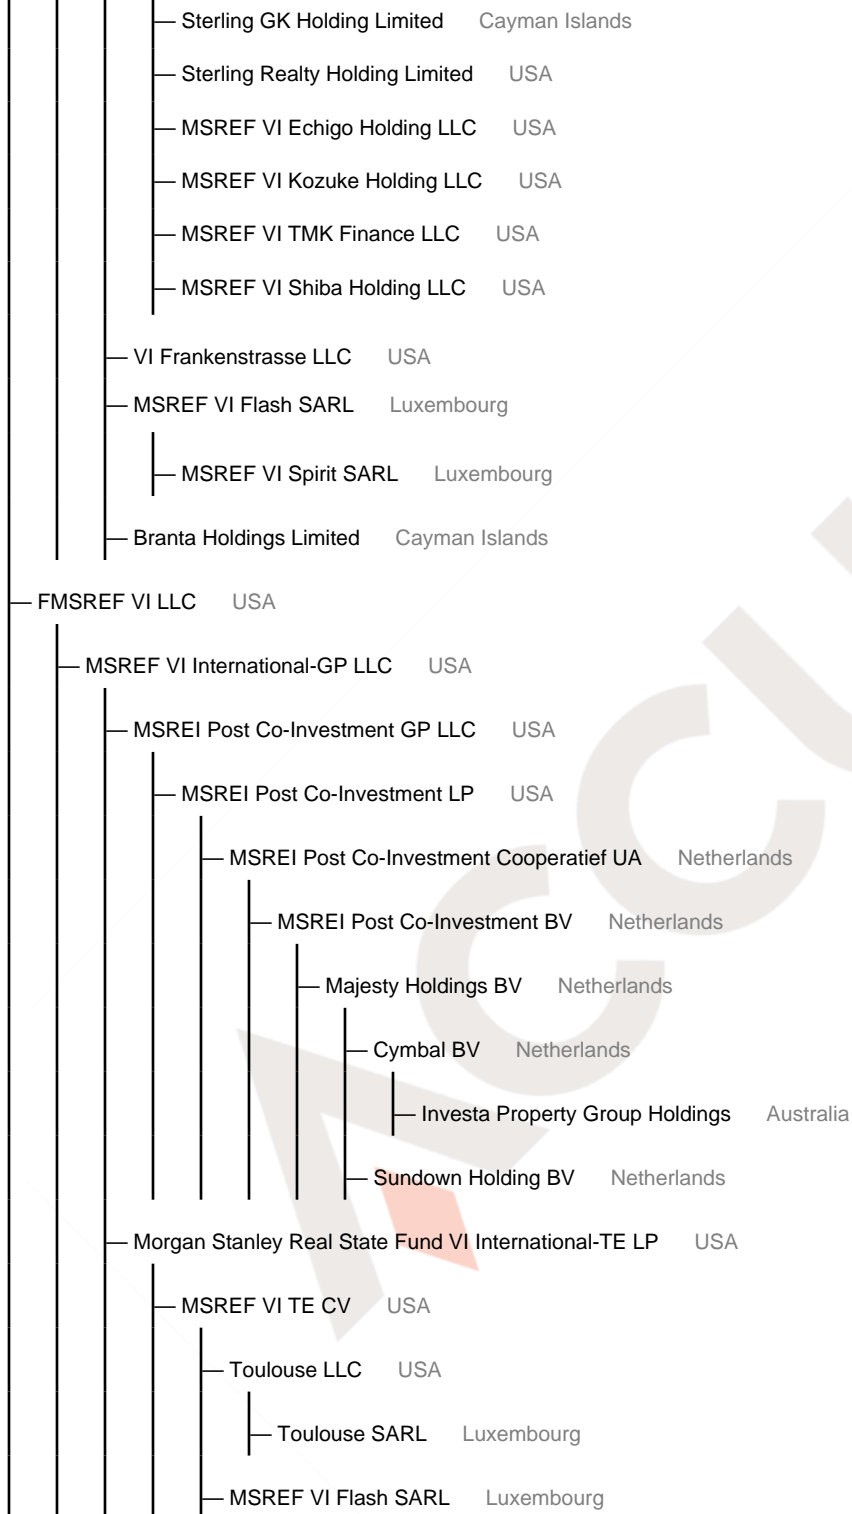 Sterling GK Holding Limited Cayman Islands
Sterling Realty Holding Limited USA
MSREF VI Echigo Holding LLC USA
MSREF VI Kozuke Holding LLC USA
MSREF VI TMK Finance LLC USA
MSREF VI Shiba Holding LLC USA
VI Frankenstrasse LLC USA
MSREF VI Flash SARL Luxembourg
MSREF VI Spirit SARL Luxembourg
Branta Holdings Limited Cayman Islands
FMSREF VI LLC USA
MSREF VI International-GP LLC USA
MSREI Post Co-Investment GP LLC USA
MSREI Post Co-Investment LP USA
MSREI Post Co-Investment Cooperatief UA Netherlands
MSREI Post Co-Investment BV Netherlands
Majesty Holdings BV Netherlands
Cymbal BV Netherlands
Investa Property Group Holdings Australia
Sundown Holding BV Netherlands
Morgan Stanley Real State Fund VI International-TE LP USA
MSREF VI TE CV USA
Toulouse LLC USA
Toulouse SARL Luxembourg
MSREF VI Flash SARL Luxembourg